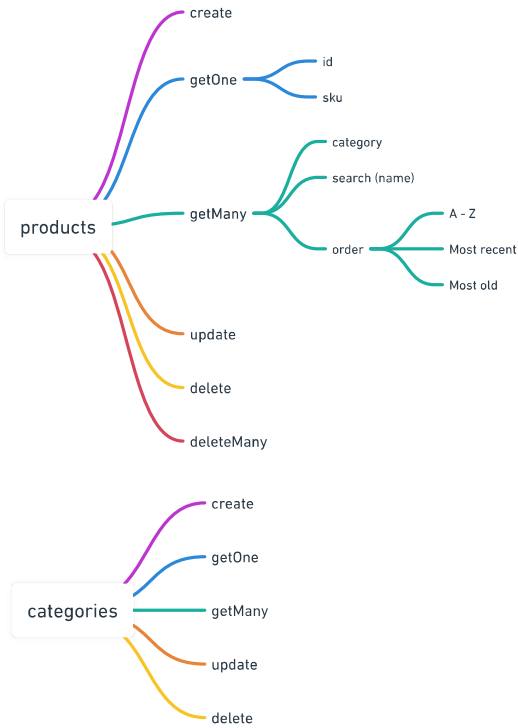 products
create
getOne
id
sku
getMany
category
search (name)
order
A - Z
Most recent
Most old
update
delete
deleteMany
categories
create
getOne
getMany
update
delete